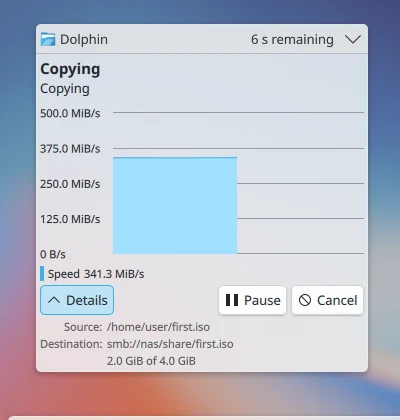 Dolphin 6 s remaining
Copying
Copying
500.0 MiB/s
375.0 MiB/s
250.0 MiB/s
125.0 MiB/s
0 B/s
Speed 341.3 MiB/s
Details Pause Cancel
Source: /home/user/first.iso
Destination: smb://nas/share/first.iso
2.0 GiB of 4.0 GiB